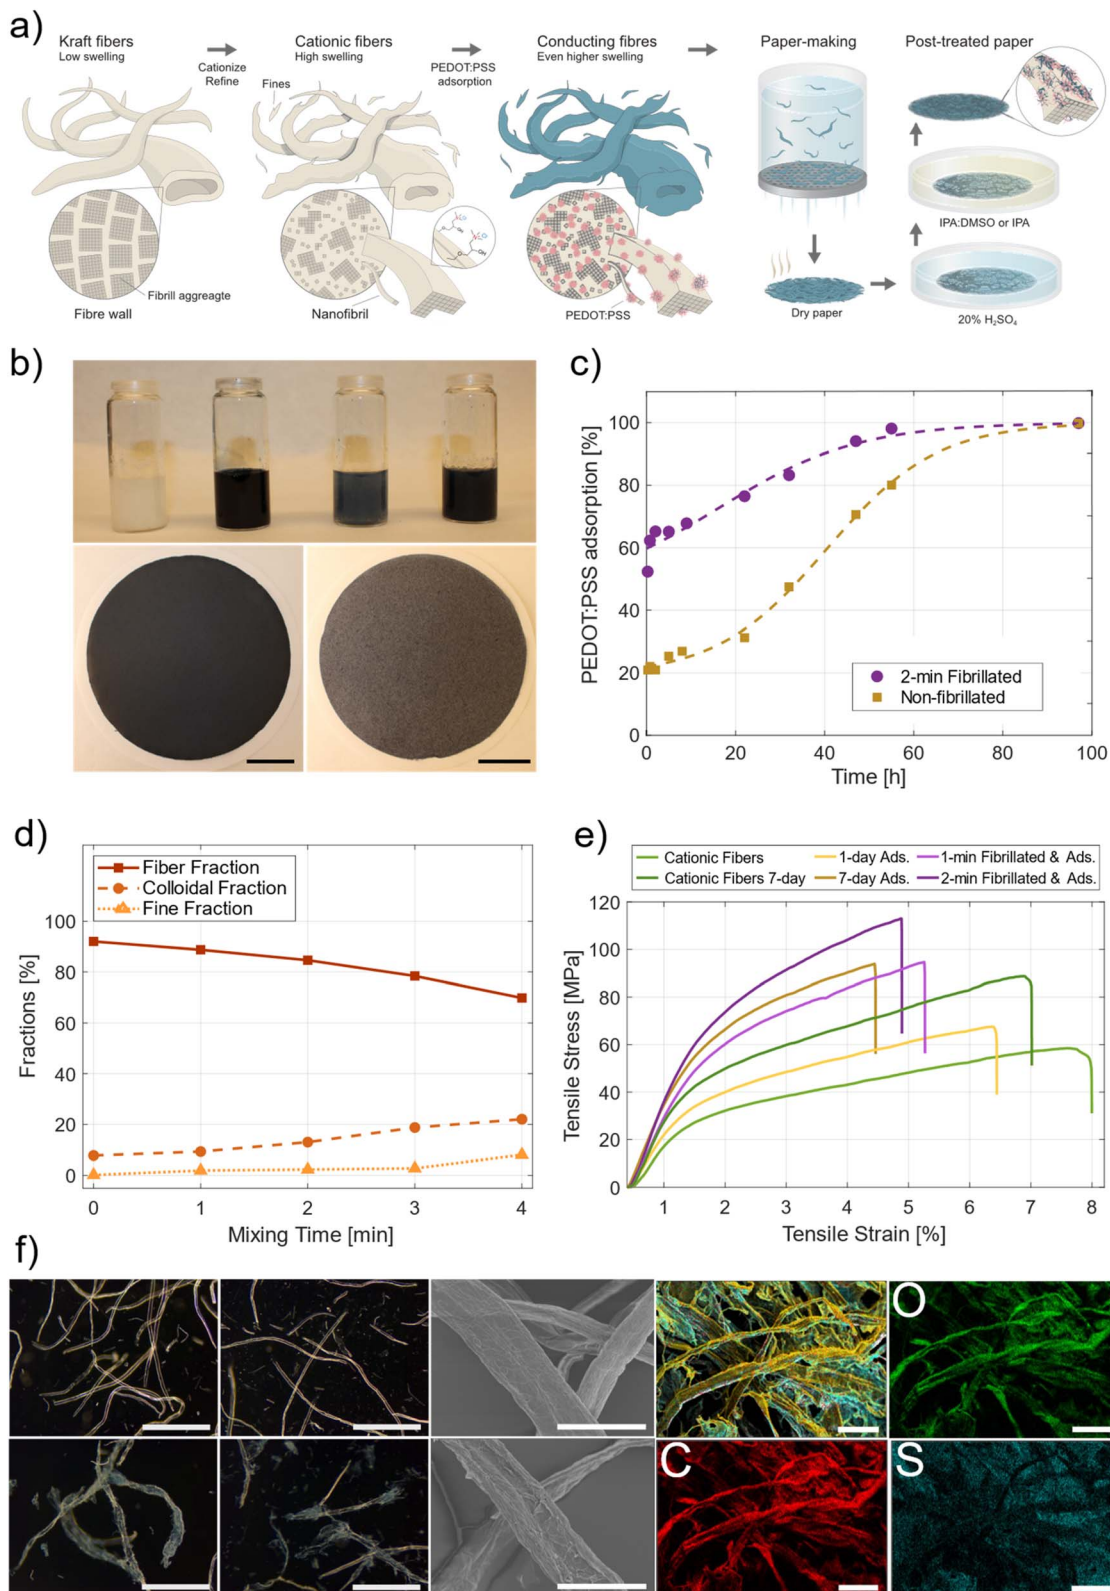 a)
Kraft fibers
Low swelling
Cationize
Refine
Cationic fibers
High swelling
Fines
PEDOT:PSS
adsorption
Conducting fibres
Even higher swelling
Paper-making
Post-treated paper
Fibrill aggreagte
Fibre wall
Nanofibril
PEDOT:PSS
Dry paper
IPA:DMSO or IPA
20% H₂SO₄
b)
c)
PEDOT:PSS adsorption [%]
100
80
60
40
20
0
2-min Fibrillated
Non-fibrillated
0 20 40 60 80 100
Time [h]
d)
Fiber Fraction
Colloidal Fraction
Fine Fraction
Fractions [%]
100
80
60
40
20
0
0 1 2 3 4
Mixing Time [min]
e)
Cationic Fibers 1-day Ads. 1-min Fibrillated & Ads.
Cationic Fibers 7-day 7-day Ads. 2-min Fibrillated & Ads.
Tensile Stress [MPa]
120
100
80
60
40
20
0
1 2 3 4 5 6 7 8
Tensile Strain [%]
f)
O
C
S